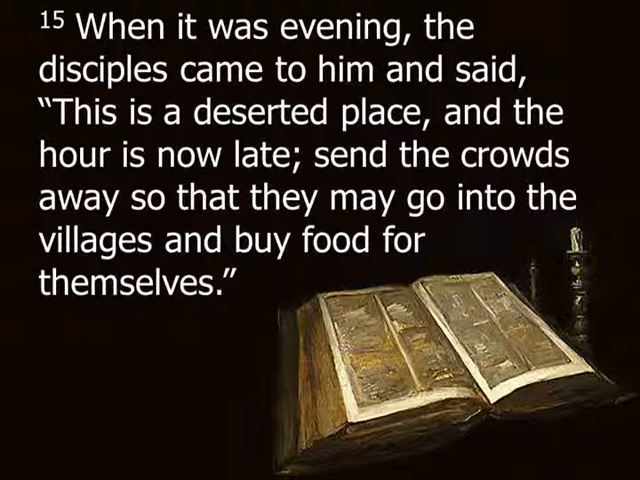 15 When it was evening, the
disciples came to him and said,
“This is a deserted place, and the
hour is now late; send the crowds
away so that they may go into the
villages and buy food for
themselves.”